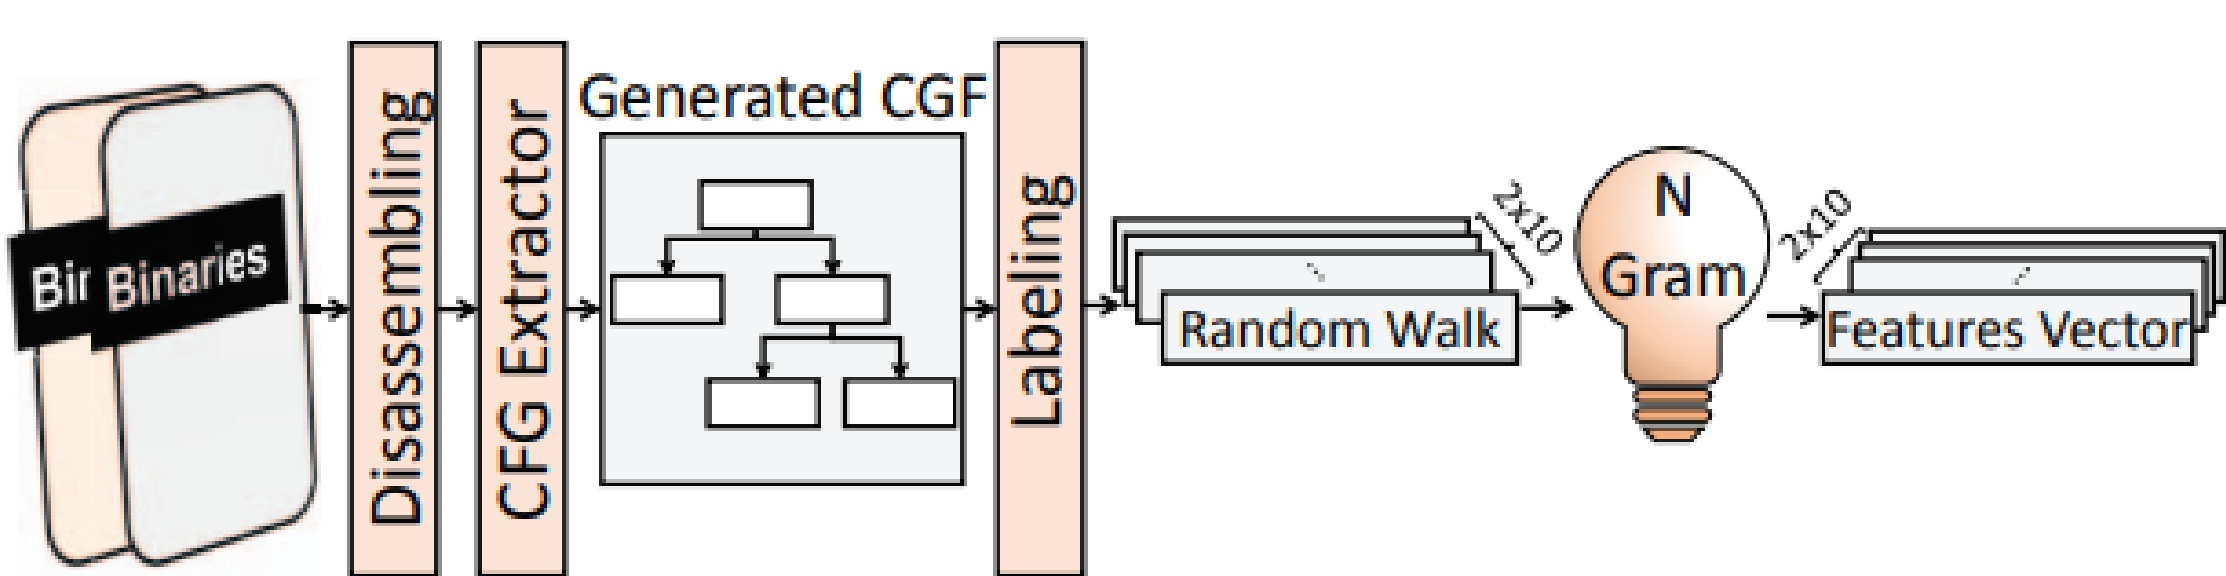 Bir
Binaries
Disassembling
CFG Extractor
Generated CGF
Labeling
Random Walk
2x10
N
Gram
2x10
Features Vector